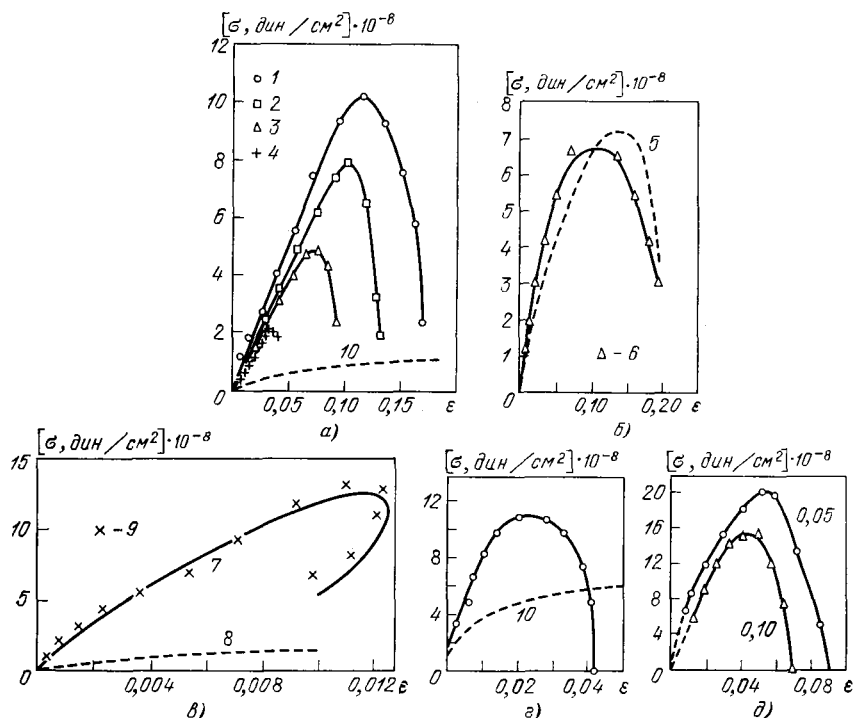 [σ, дин/см²]·10⁻⁸
12
10
8
6
4
2
0
○ 1
□ 2
△ 3
+ 4
10
0,05 0,10 0,15 ε
а)
[σ, дин/см²]·10⁻⁸
8
7
6
5
4
3
2
1
0
5
△ - 6
0,10 0,20 ε
б)
[σ, дин/см²]·10⁻⁸
15
10
5
0
× - 9
7
8
0,004 0,008 0,012 ε
в)
[σ, дин/см²]·10⁻⁸
12
8
4
0
10
0,02 0,04 ε
г)
[σ, дин/см²]·10⁻⁸
20
15
10
5
0
0,05
0,10
0,04 0,08 ε
д)